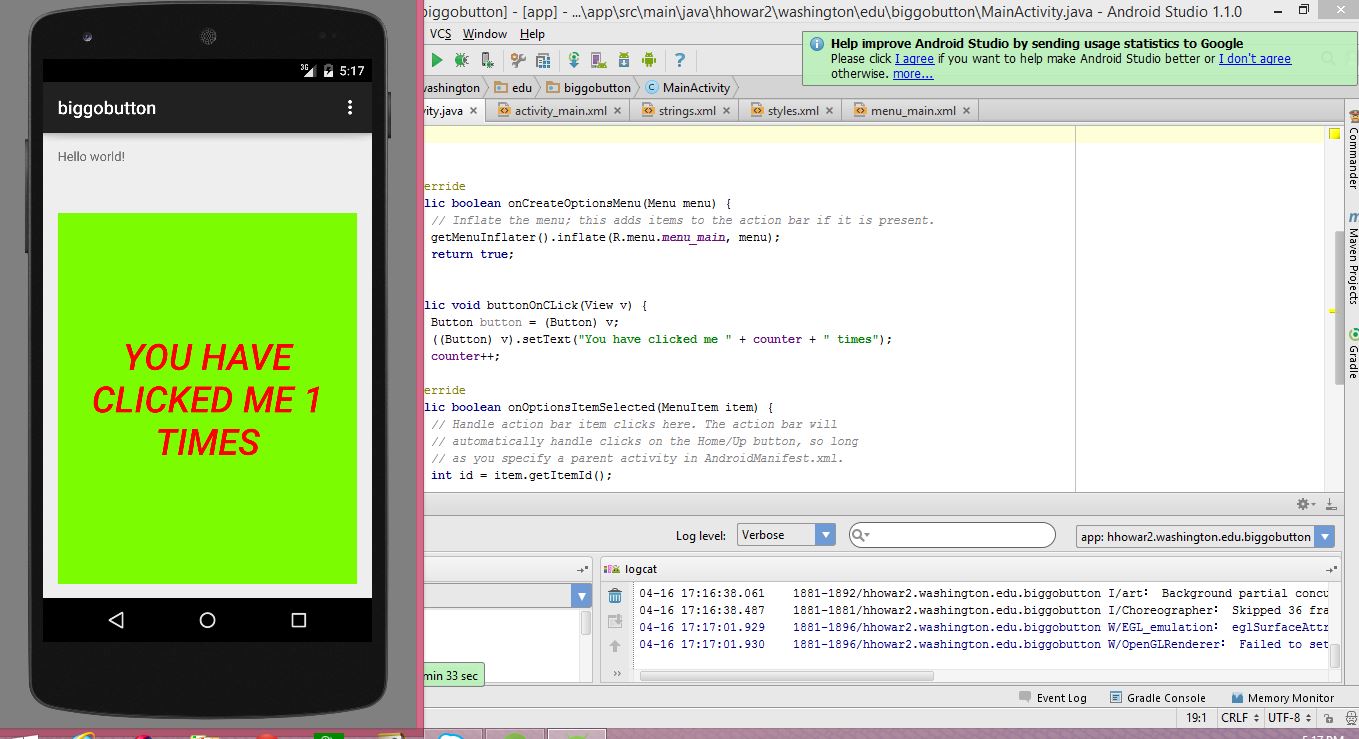 3G 5:17
biggobutton
Hello world!
YOU HAVE
CLICKED ME 1
TIMES
biggobutton] - [app] - ...\app\src\main\java\hhowar2\washington\edu\biggobutton\MainActivity.java - Android Studio 1.1.0
VCS Window Help
Help improve Android Studio by sending usage statistics to Google
Please click I agree if you want to help make Android Studio better or I don't agree
otherwise. more...
washington edu biggobutton MainActivity
ity.java activity_main.xml strings.xml styles.xml menu_main.xml
erride
lic boolean onCreateOptionsMenu(Menu menu) {
// Inflate the menu; this adds items to the action bar if it is present.
getMenuInflater().inflate(R.menu.menu_main, menu);
return true;
lic void buttonOnCLick(View v) {
Button button = (Button) v;
((Button) v).setText("You have clicked me " + counter + " times");
counter++;
erride
lic boolean onOptionsItemSelected(MenuItem item) {
// Handle action bar item clicks here. The action bar will
// automatically handle clicks on the Home/Up button, so long
// as you specify a parent activity in AndroidManifest.xml.
int id = item.getItemId();
Commander
Maven Projects
Gradle
Log level: Verbose app: hhowar2.washington.edu.biggobutton
logcat
04-16 17:16:38.061 1881-1892/hhowar2.washington.edu.biggobutton I/art: Background partial concu
04-16 17:16:38.487 1881-1881/hhowar2.washington.edu.biggobutton I/Choreographer: Skipped 36 fra
04-16 17:17:01.929 1881-1896/hhowar2.washington.edu.biggobutton W/EGL_emulation: eglSurfaceAttr
04-16 17:17:01.930 1881-1896/hhowar2.washington.edu.biggobutton W/OpenGLRenderer: Failed to set
min 33 sec
Event Log Gradle Console Memory Monitor
19:1 CRLF UTF-8
5:17 PM